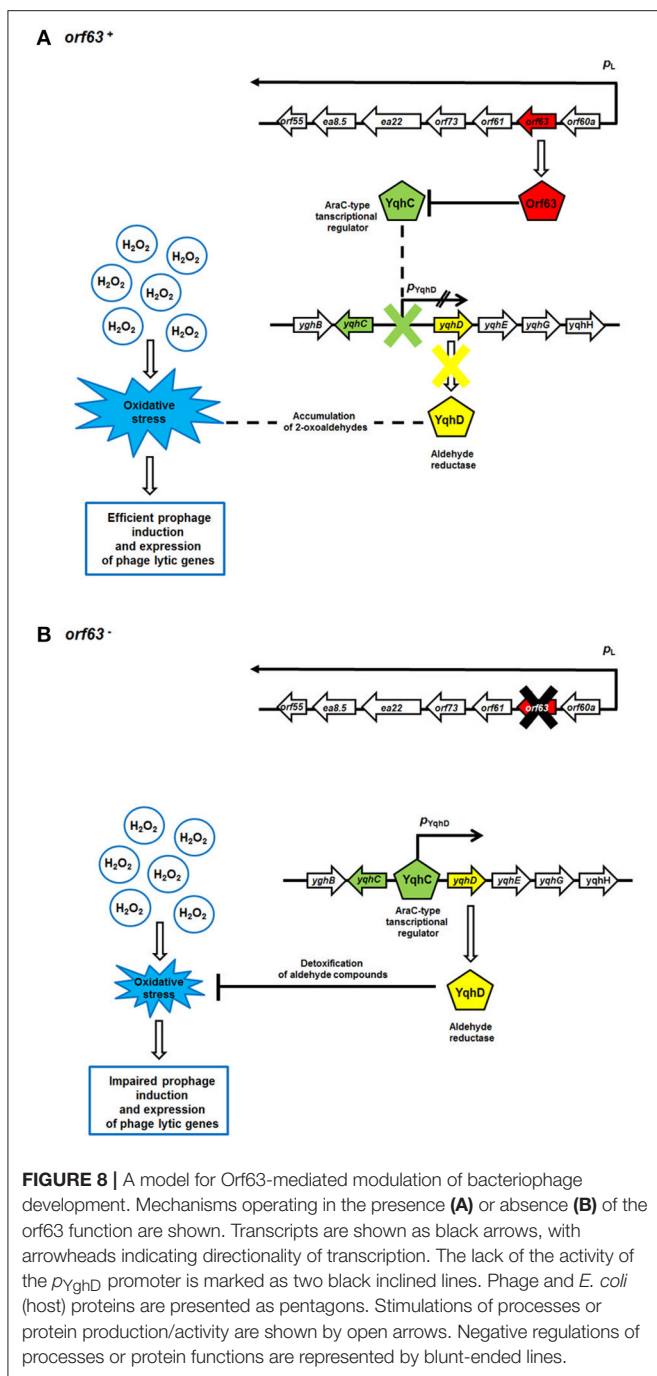 A orf63+
pL
orf55 ea8.5 ea22 orf73 orf61 orf63 orf60a
AraC-type
tanscriptional
regulator
YqhC
Orf63
H2O2 H2O2
H2O2 H2O2
H2O2
H2O2 H2O2
pYqhD
yghB yqhC yqhD yqhE yqhG yqhH
Oxidative
stress
Accumulation
of 2-oxoaldehydes
YqhD
Aldehyde
reductase
Efficient prophage
induction
and expression
of phage lytic genes
B orf63-
pL
orf55 ea8.5 ea22 orf73 orf61 orf63 orf60a
H2O2 H2O2
H2O2 H2O2
H2O2
H2O2 H2O2
pYqhD
yghB yqhC YqhC yqhD yqhE yqhG yqhH
AraC-type
tanscriptional
regulator
Oxidative
stress
Detoxification
of aldehyde compounds
YqhD
Aldehyde
reductase
Impaired prophage
induction
and expression
of phage lytic genes
FIGURE 8 | A model for Orf63-mediated modulation of bacteriophage
development. Mechanisms operating in the presence (A) or absence (B) of the
orf63 function are shown. Transcripts are shown as black arrows, with
arrowheads indicating directionality of transcription. The lack of the activity of
the pYghD promoter is marked as two black inclined lines. Phage and E. coli
(host) proteins are presented as pentagons. Stimulations of processes or
protein production/activity are shown by open arrows. Negative regulations of
processes or protein functions are represented by blunt-ended lines.